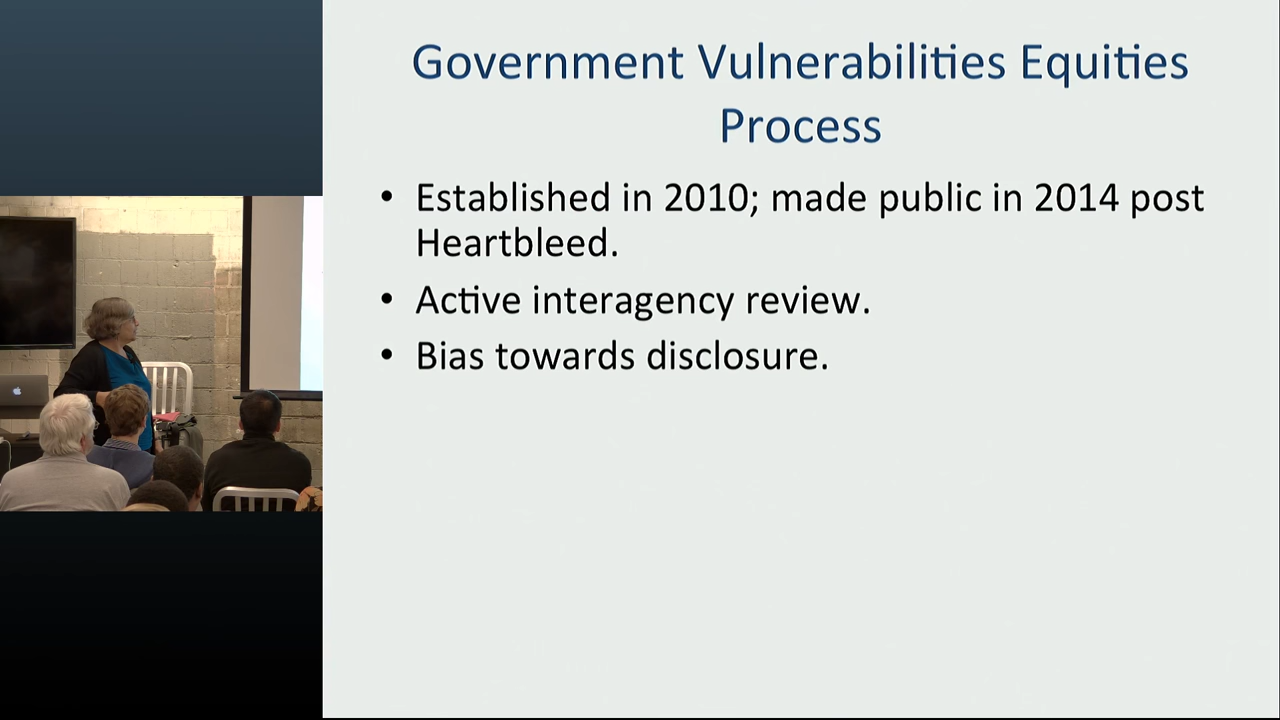 Government Vulnerabilities Equities
Process
• Established in 2010; made public in 2014 post
Heartbleed.
• Active interagency review.
• Bias towards disclosure.